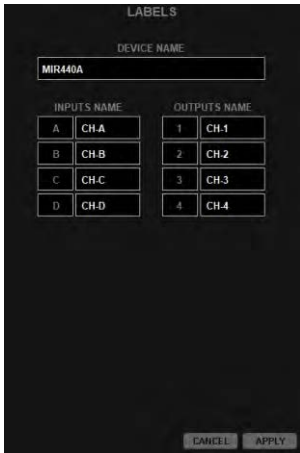 LABELS
DEVICE NAME
MIR440A
INPUTS NAME OUTPUTS NAME
A CH-A 1 CH-1
B CH-B 2 CH-2
C CH-C 3 CH-3
D CH-D 4 CH-4
CANCEL APPLY